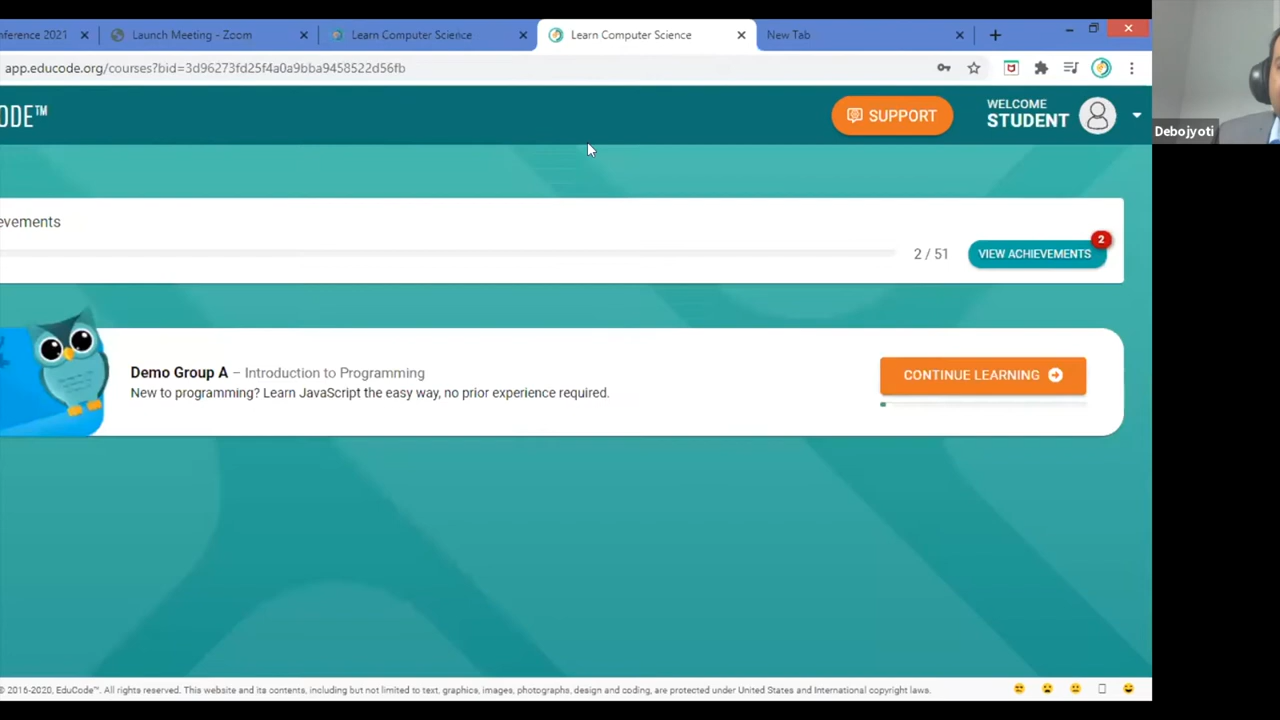 nference 2021
Launch Meeting - Zoom
Learn Computer Science
Learn Computer Science
New Tab
app.educode.org/courses?bid=3d96273fd25f4a0a9bba9458522d56fb
ODE™
SUPPORT
WELCOME
STUDENT
Debojyoti
evements
2 / 51
VIEW ACHIEVEMENTS
2
Demo Group A – Introduction to Programming
New to programming? Learn JavaScript the easy way, no prior experience required.
CONTINUE LEARNING
© 2016-2020, EduCode™. All rights reserved. This website and its contents, including but not limited to text, graphics, images, photographs, design and coding, are protected under United States and International copyright laws.